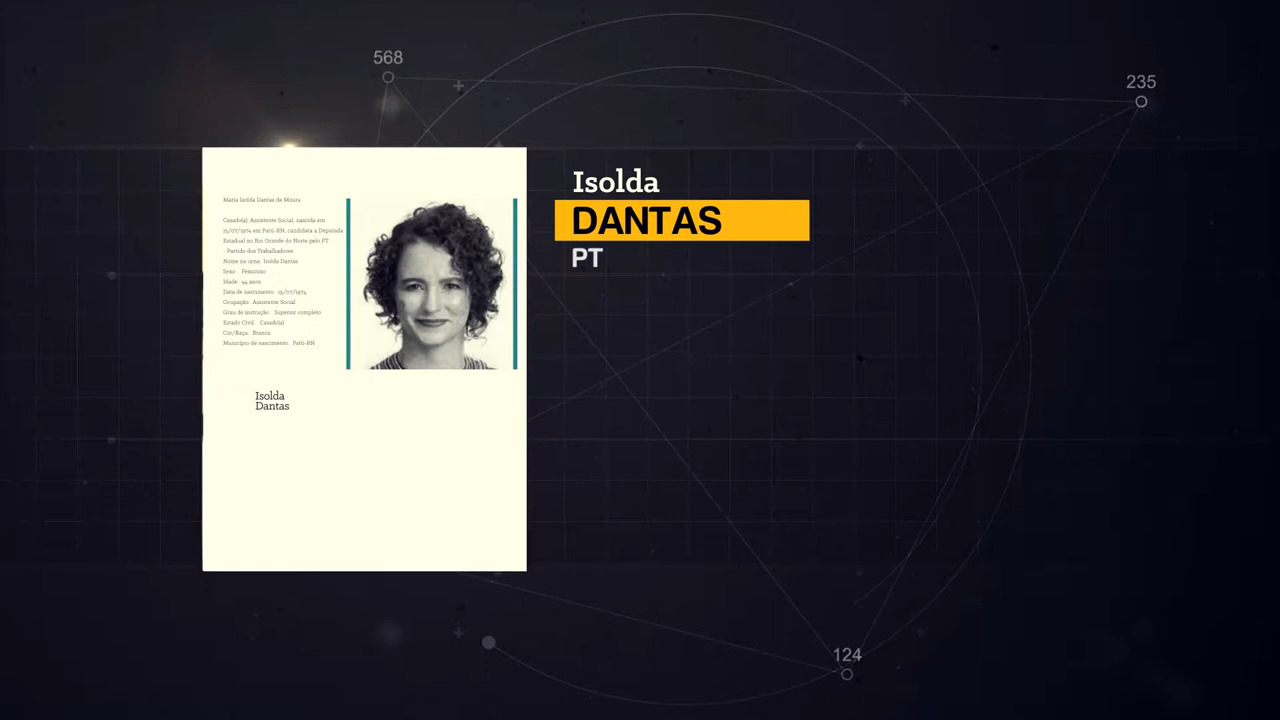 568
235
Isolda
DANTAS
PT
Maria Isolda Dantas de Moura
Casado(a) Assistente Social, nascida em
15/07/1974 em Patú-RN, candidata a Deputada
Estadual no Rio Grande do Norte pelo PT
- Partido dos Trabalhadores
Nome na urna: Isolda Dantas
Sexo: Feminino
Idade: 44 anos
Data de nascimento: 15/07/1974
Ocupação: Assistente Social
Grau de instrução: Superior completo
Estado Civil: Casado(a)
Cor/Raça: Branca
Município de nascimento: Patú-RN
Isolda
Dantas
124